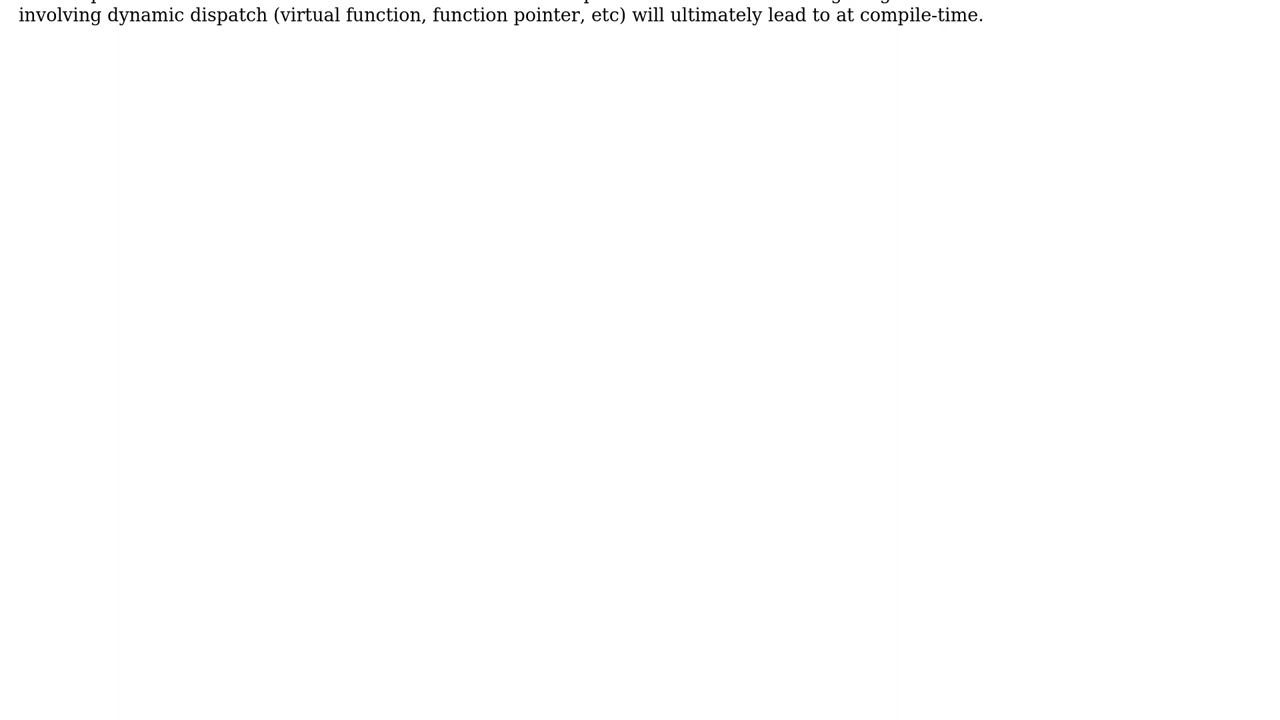 involving dynamic dispatch (virtual function, function pointer, etc) will ultimately lead to at compile-time.